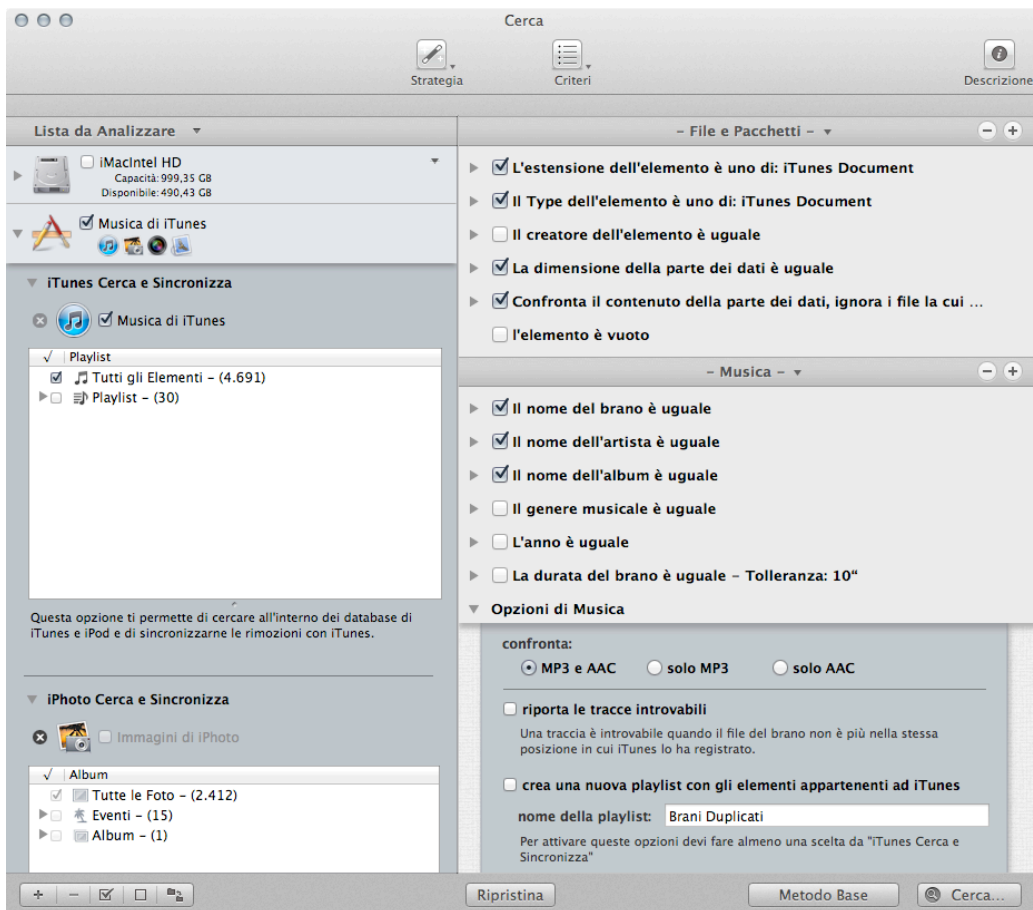 Cerca
Strategia
Criteri
Descrizione
Lista da Analizzare
iMacIntel HD
Capacità: 999,35 GB
Disponibile: 490,43 GB
Musica di iTunes
iTunes Cerca e Sincronizza
Musica di iTunes
√ Playlist
Tutti gli Elementi – (4.691)
Playlist – (30)
Questa opzione ti permette di cercare all'interno dei database di
iTunes e iPod e di sincronizzarne le rimozioni con iTunes.
iPhoto Cerca e Sincronizza
Immagini di iPhoto
√ Album
Tutte le Foto – (2.412)
Eventi – (15)
Album – (1)
– File e Pacchetti –
L'estensione dell'elemento è uno di: iTunes Document
Il Type dell'elemento è uno di: iTunes Document
Il creatore dell'elemento è uguale
La dimensione della parte dei dati è uguale
Confronta il contenuto della parte dei dati, ignora i file la cui ...
l'elemento è vuoto
– Musica –
Il nome del brano è uguale
Il nome dell'artista è uguale
Il nome dell'album è uguale
Il genere musicale è uguale
L'anno è uguale
La durata del brano è uguale – Tolleranza: 10“
Opzioni di Musica
confronta:
MP3 e AAC solo MP3 solo AAC
riporta le tracce introvabili
Una traccia è introvabile quando il file del brano non è più nella stessa
posizione in cui iTunes lo ha registrato.
crea una nuova playlist con gli elementi appartenenti ad iTunes
nome della playlist: Brani Duplicati
Per attivare queste opzioni devi fare almeno una scelta da "iTunes Cerca e
Sincronizza"
Ripristina
Metodo Base
Cerca...